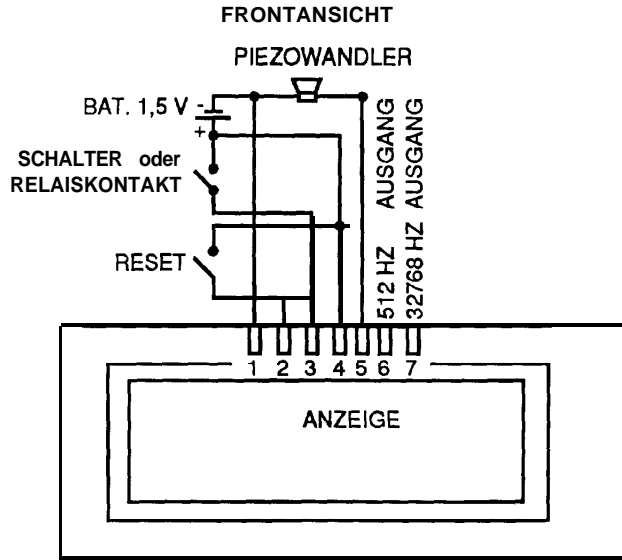 FRONTANSICHT
PIEZOWANDLER
BAT. 1,5 V -
+
SCHALTER oder
RELAISKONTAKT
RESET
512 HZ AUSGANG
32768 HZ AUSGANG
1 2 3 4 5 6 7
ANZEIGE